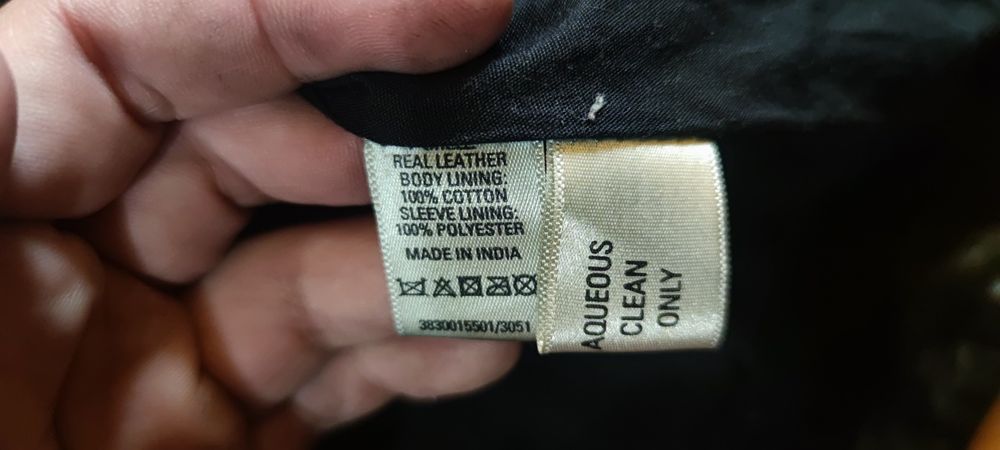 REAL LEATHER
BODY LINING:
100% COTTON
SLEEVE LINING:
100% POLYESTER
MADE IN INDIA
3830015501/3051
AQUEOUS
CLEAN
ONLY